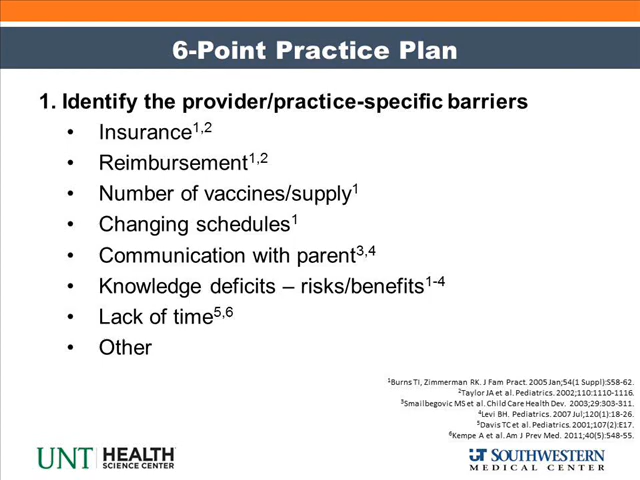 6-Point Practice Plan
1. Identify the provider/practice-specific barriers
• Insurance1,2
• Reimbursement1,2
• Number of vaccines/supply1
• Changing schedules1
• Communication with parent3,4
• Knowledge deficits – risks/benefits1-4
• Lack of time5,6
• Other
1Burns TI, Zimmerman RK. J Fam Pract. 2005 Jan;54(1 Suppl):S58-62.
2Taylor JA et al. Pediatrics. 2002;110:1110-1116.
3Smailbegovic MS et al. Child Care Health Dev. 2003;29:303-311.
4Levi BH. Pediatrics. 2007 Jul;120(1):18-26.
5Davis TC et al. Pediatrics. 2001;107(2):E17.
6Kempe A et al. Am J Prev Med. 2011;40(5):548-55.
UNT HEALTH
SCIENCE CENTER
UT SOUTHWESTERN
MEDICAL CENTER